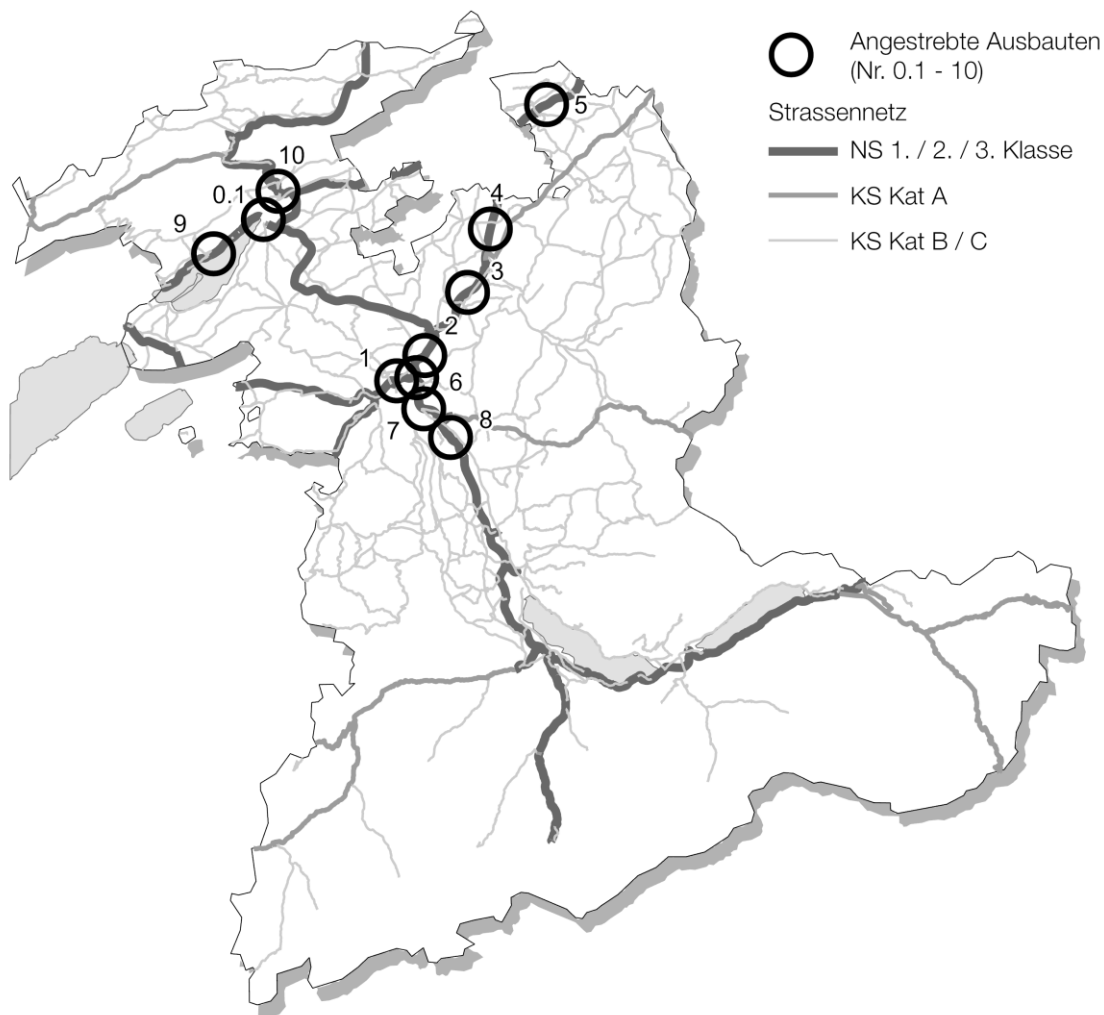 Angestrebte Ausbauten
(Nr. 0.1 - 10)
Strassennetz
NS 1. / 2. / 3. Klasse
KS Kat A
KS Kat B / C
5
10
0.1
4
9
3
2
1
6
7
8